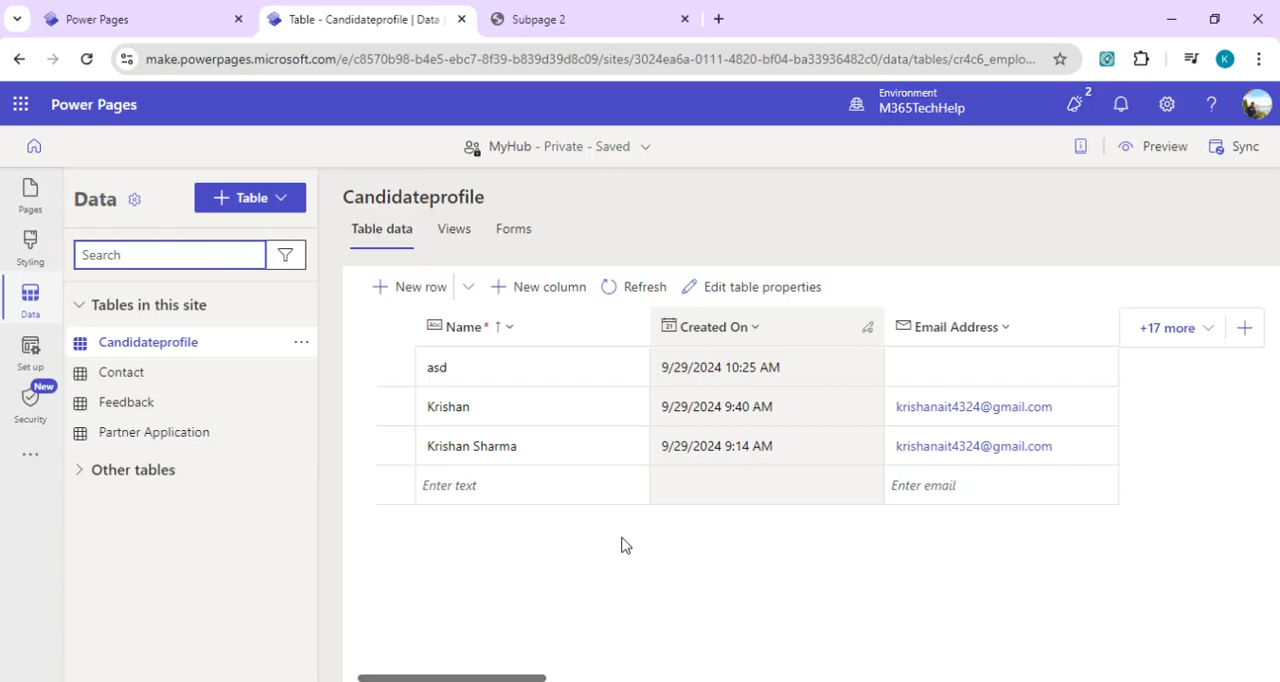 Power Pages
Table - Candidateprofile | Data
Subpage 2
make.powerpages.microsoft.com/e/c8570b98-b4e5-ebc7-8f39-b839d39d8c09/sites/3024ea6a-0111-4820-bf04-ba33936482c0/data/tables/cr4c6_emplo...
K
Power Pages
Environment
M365TechHelp
2
?
MyHub - Private - Saved
Preview
Sync
Pages
Styling
Data
Set up
New
Security
Data
+ Table
Search
Tables in this site
Candidateprofile
Contact
Feedback
Partner Application
Other tables
Candidateprofile
Table data
Views
Forms
+ New row
+ New column
Refresh
Edit table properties
Abc Name * ↑
21 Created On
Email Address
+17 more
asd
9/29/2024 10:25 AM
Krishan
9/29/2024 9:40 AM
krishanait4324@gmail.com
Krishan Sharma
9/29/2024 9:14 AM
krishanait4324@gmail.com
Enter text
Enter email